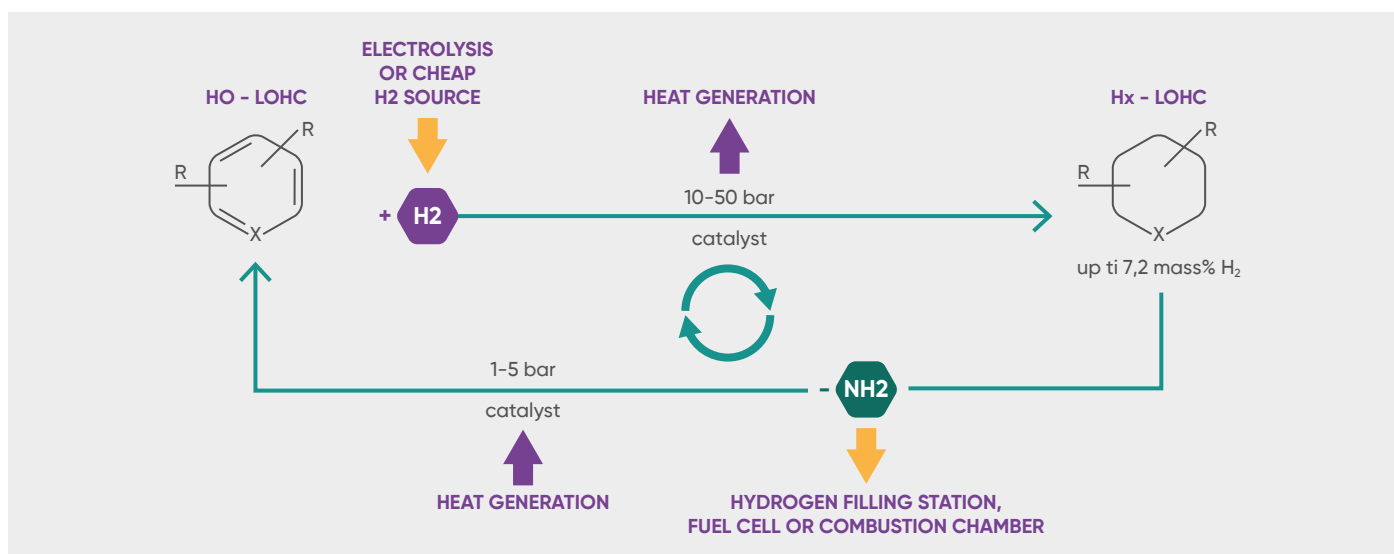 ELECTROLYSIS
OR CHEAP
H2 SOURCE
HO - LOHC
HEAT GENERATION
Hx - LOHC
R
R
X
+
H2
10-50 bar
catalyst
R
R
X
up ti 7,2 mass% H₂
1-5 bar
catalyst
-
NH2
HEAT GENERATION
HYDROGEN FILLING STATION,
FUEL CELL OR COMBUSTION CHAMBER